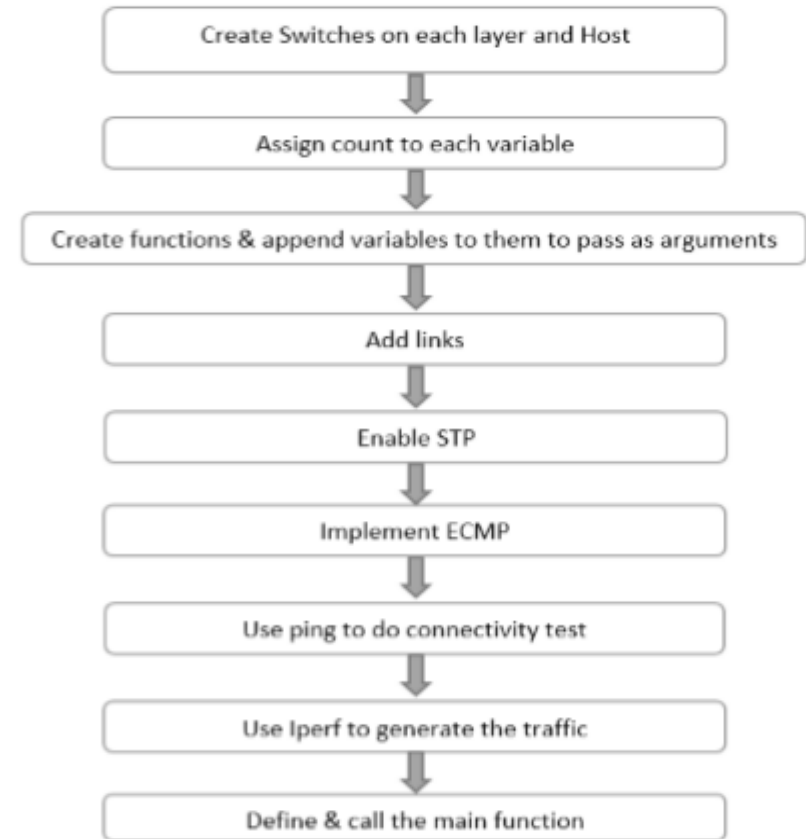 Create Switches on each layer and Host
Assign count to each variable
Create functions & append variables to them to pass as arguments
Add links
Enable STP
Implement ECMP
Use ping to do connectivity test
Use Iperf to generate the traffic
Define & call the main function